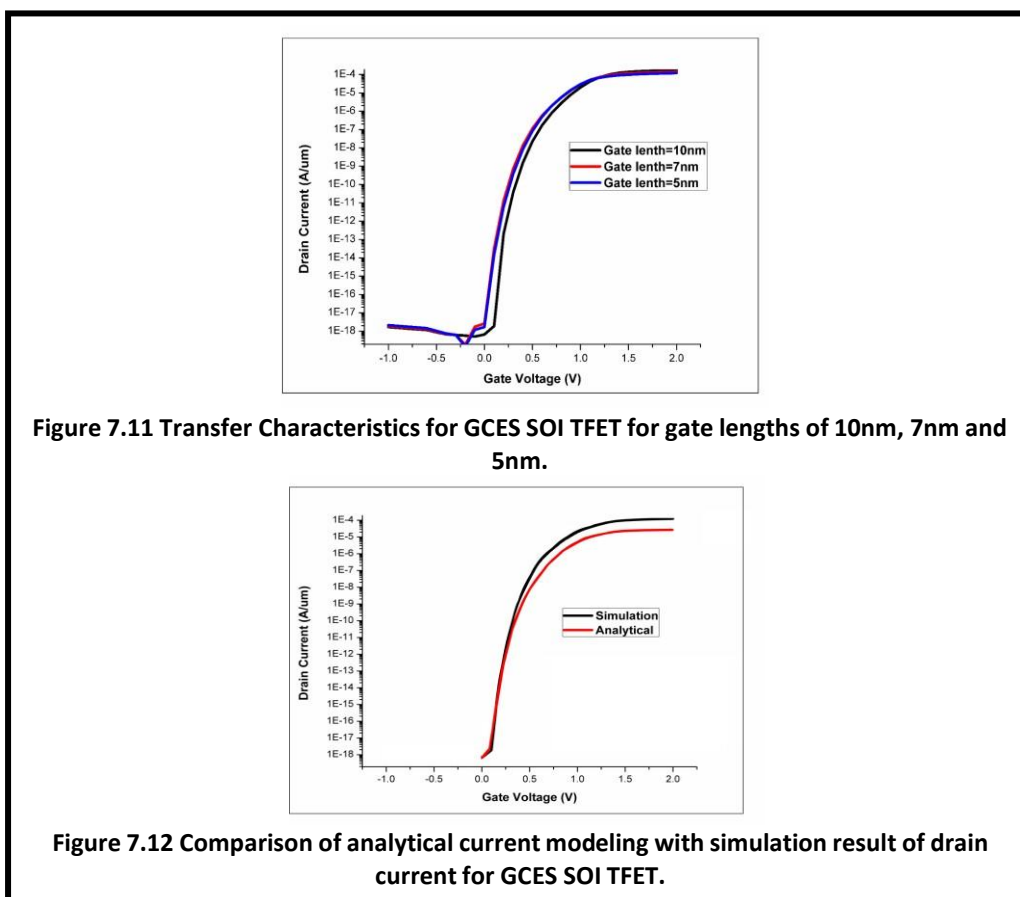 1E-4
1E-5
1E-6
1E-7
1E-8
1E-9
1E-10
1E-11
1E-12
1E-13
1E-14
1E-15
1E-16
1E-17
1E-18
Drain Current (A/um)
Gate lenth=10nm
Gate lenth=7nm
Gate lenth=5nm
-1.0 -0.5 0.0 0.5 1.0 1.5 2.0
Gate Voltage (V)
Figure 7.11 Transfer Characteristics for GCES SOI TFET for gate lengths of 10nm, 7nm and
5nm.
1E-4
1E-5
1E-6
1E-7
1E-8
1E-9
1E-10
1E-11
1E-12
1E-13
1E-14
1E-15
1E-16
1E-17
1E-18
Drain Current (A/um)
Simulation
Analytical
-1.0 -0.5 0.0 0.5 1.0 1.5 2.0
Gate Voltage (V)
Figure 7.12 Comparison of analytical current modeling with simulation result of drain
current for GCES SOI TFET.